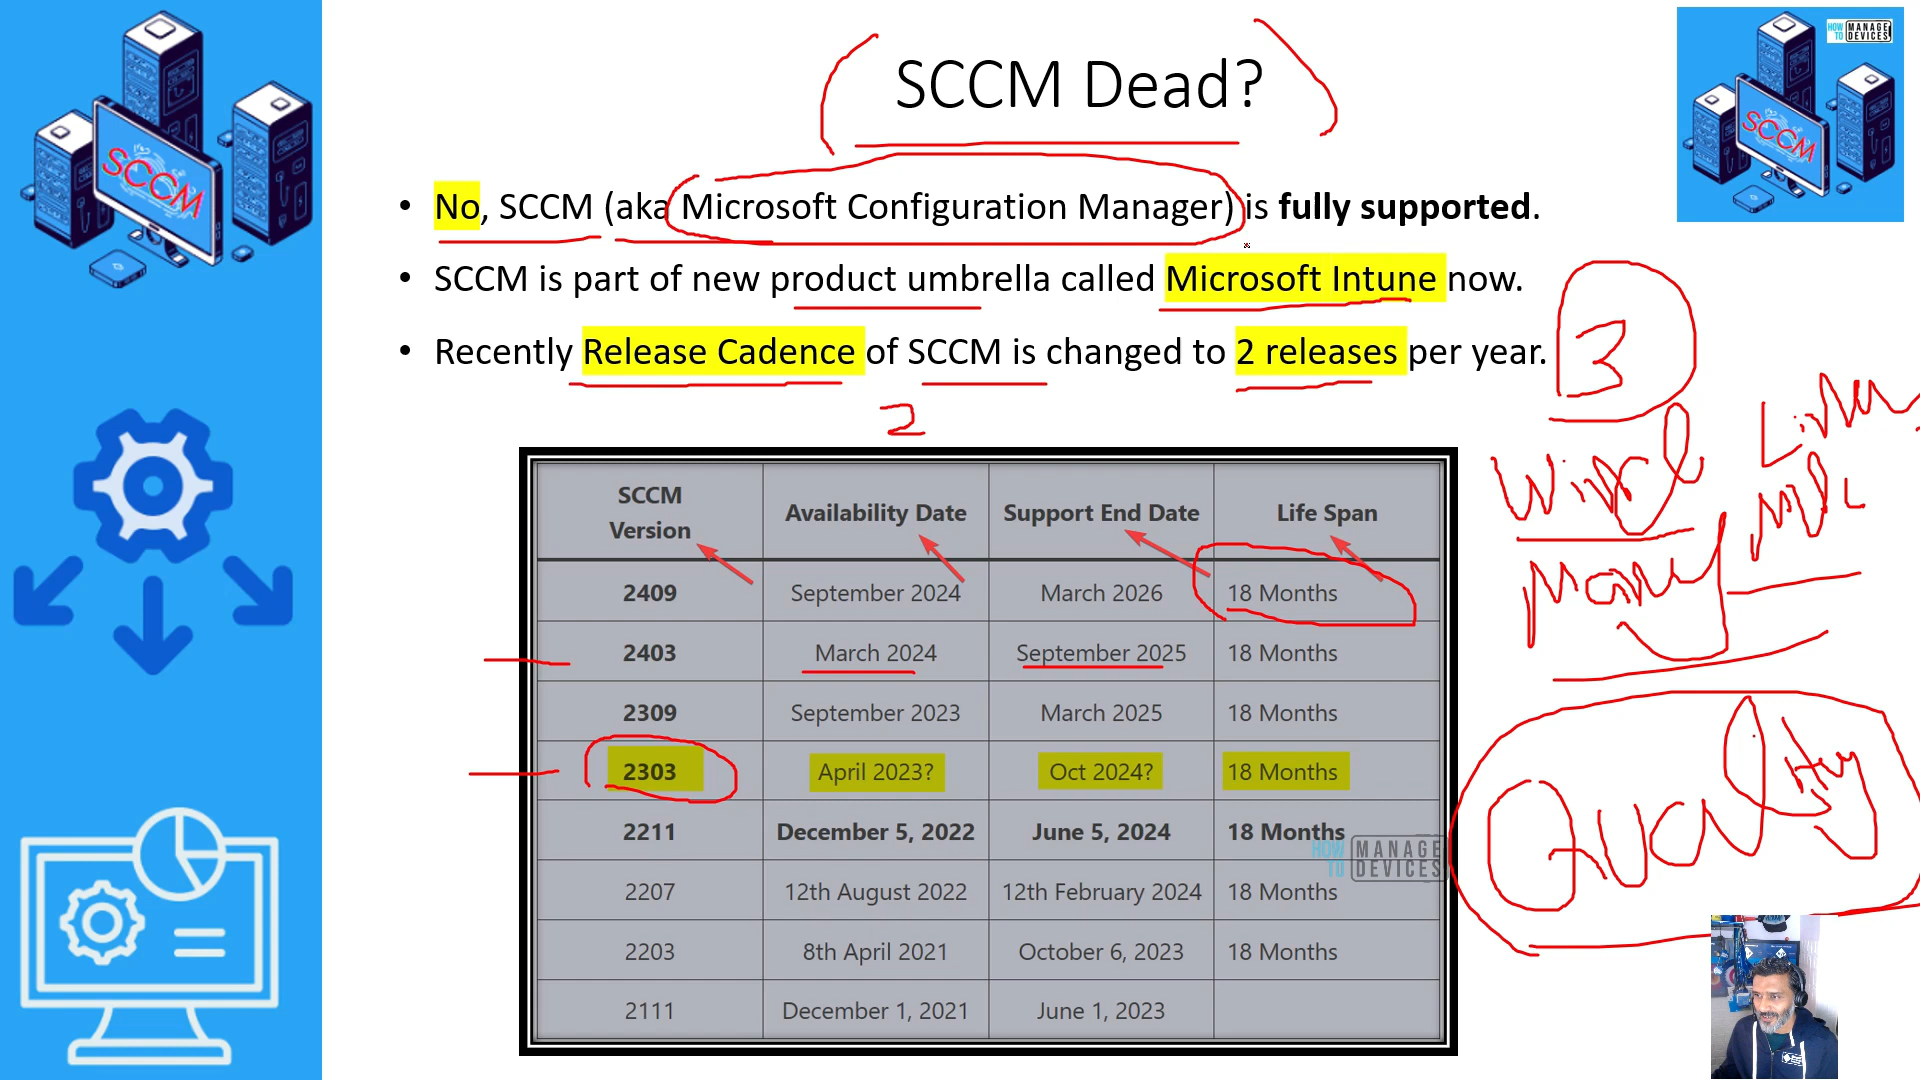 SCCM
HOW TO MANAGE DEVICES
SCCM
SCCM Dead?
• No, SCCM (aka Microsoft Configuration Manager) is fully supported.
• SCCM is part of new product umbrella called Microsoft Intune now.
• Recently Release Cadence of SCCM is changed to 2 releases per year.
3
2
Many
Quality
SCCM Version Availability Date Support End Date Life Span
2409 September 2024 March 2026 18 Months
2403 March 2024 September 2025 18 Months
2309 September 2023 March 2025 18 Months
2303 April 2023? Oct 2024? 18 Months
2211 December 5, 2022 June 5, 2024 18 Months
2207 12th August 2022 12th February 2024 18 Months
2203 8th April 2021 October 6, 2023 18 Months
2111 December 1, 2021 June 1, 2023
HOW TO MANAGE DEVICES